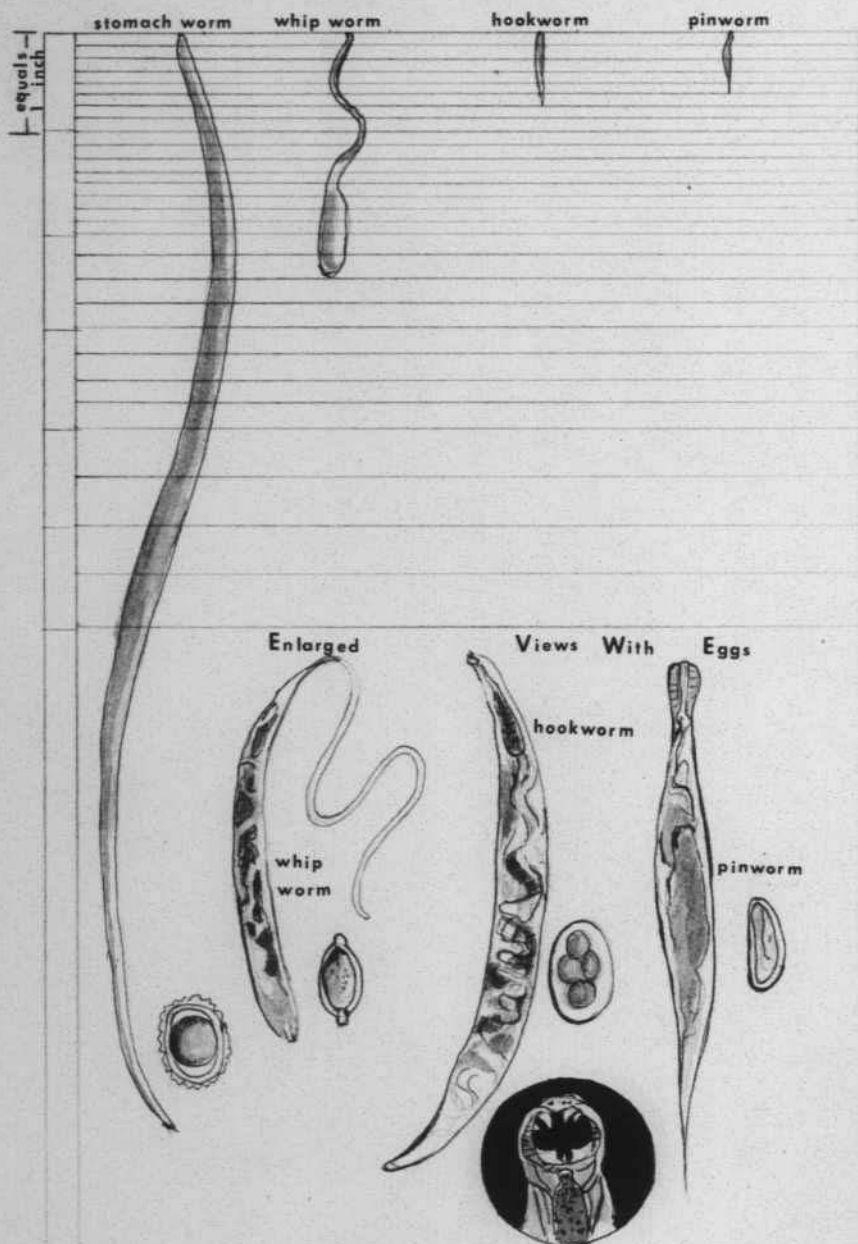 stomach worm whip worm hookworm pinworm
equals
1 inch
Enlarged Views With Eggs
hookworm
whip
worm
pinworm